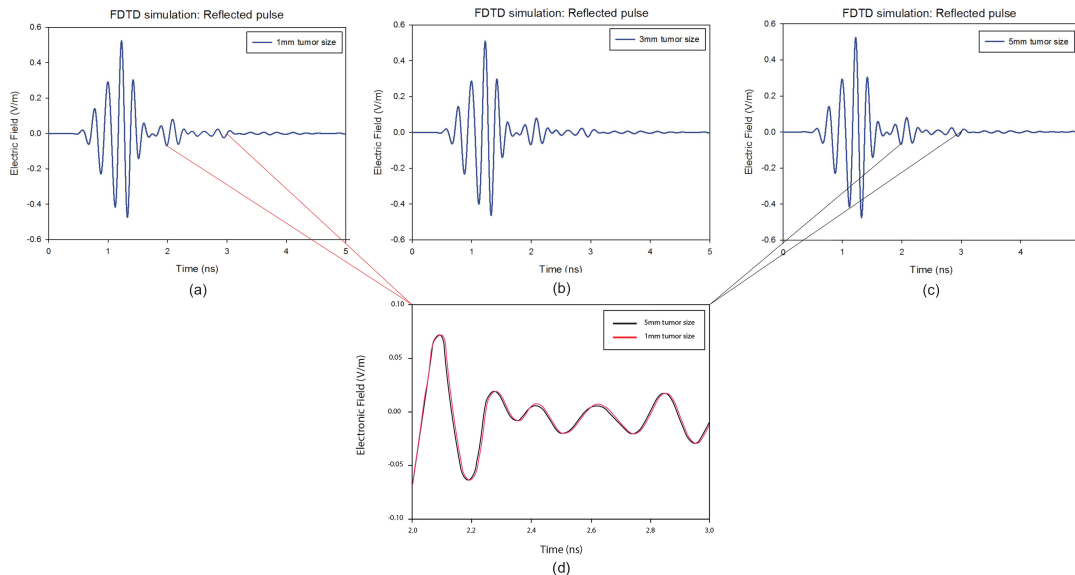 FDTD simulation: Reflected pulse
1mm tumor size
Electric Field (V/m)
0.6
0.4
0.2
0.0
-0.2
-0.4
-0.6
0 1 2 3 4 5
Time (ns)
(a)
FDTD simulation: Reflected pulse
3mm tumor size
Electric Field (V/m)
0.6
0.4
0.2
0.0
-0.2
-0.4
-0.6
0 1 2 3 4 5
Time (ns)
(b)
FDTD simulation: Reflected pulse
5mm tumor size
Electric Field (V/m)
0.6
0.4
0.2
0.0
-0.2
-0.4
-0.6
0 1 2 3 4
Time (ns)
(c)
5mm tumor size
1mm tumor size
Electronic Field (V/m)
0.10
0.05
0.00
-0.05
-0.10
2.0 2.2 2.4 2.6 2.8 3.0
Time (ns)
(d)